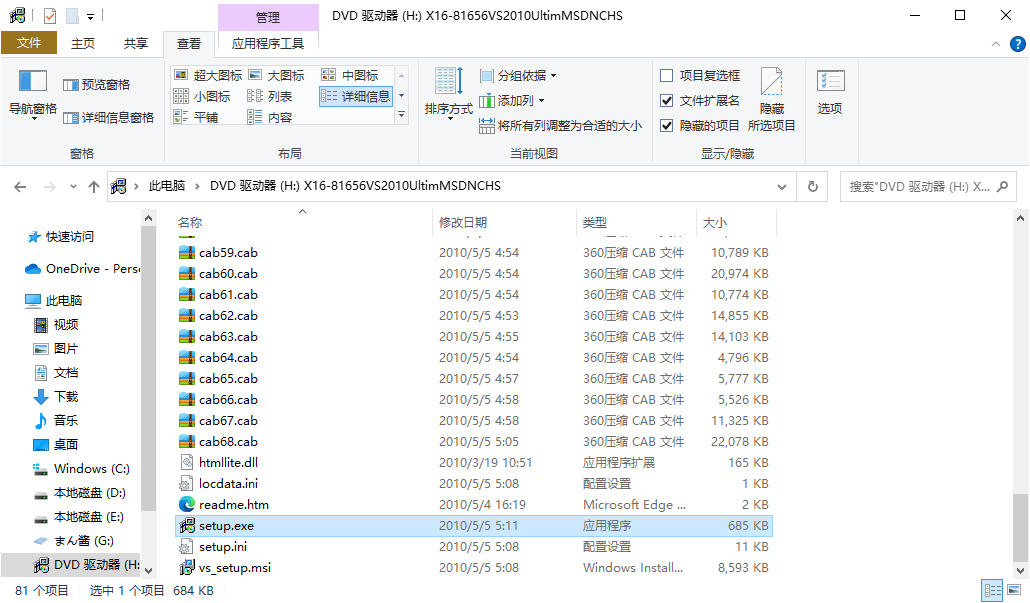 管理
DVD 驱动器 (H:) X16-81656VS2010UltimMSDNCHS
文件 主页 共享 查看 应用程序工具
导航窗格
预览窗格
详细信息窗格
窗格
超大图标 大图标 中图标
小图标 列表 详细信息
平铺 内容
布局
排序方式
分组依据
添加列
将所有列调整为合适的大小
当前视图
项目复选框
文件扩展名
隐藏的项目
隐藏
所选项目
显示/隐藏
选项
此电脑 DVD 驱动器 (H:) X16-81656VS2010UltimMSDNCHS
搜索"DVD 驱动器 (H:) X...
快速访问
OneDrive - Pers
此电脑
视频
图片
文档
下载
音乐
桌面
Windows (C:)
本地磁盘 (D:)
本地磁盘 (E:)
まん酱 (G:)
DVD 驱动器 (H:
名称 修改日期 类型 大小
cab59.cab 2010/5/5 4:54 360压缩 CAB 文件 10,789 KB
cab60.cab 2010/5/5 4:54 360压缩 CAB 文件 20,974 KB
cab61.cab 2010/5/5 4:54 360压缩 CAB 文件 10,774 KB
cab62.cab 2010/5/5 4:53 360压缩 CAB 文件 14,855 KB
cab63.cab 2010/5/5 4:55 360压缩 CAB 文件 14,103 KB
cab64.cab 2010/5/5 4:54 360压缩 CAB 文件 4,796 KB
cab65.cab 2010/5/5 4:57 360压缩 CAB 文件 5,777 KB
cab66.cab 2010/5/5 4:58 360压缩 CAB 文件 5,526 KB
cab67.cab 2010/5/5 4:58 360压缩 CAB 文件 11,325 KB
cab68.cab 2010/5/5 5:05 360压缩 CAB 文件 22,078 KB
htmllite.dll 2010/3/19 10:51 应用程序扩展 165 KB
locdata.ini 2010/5/5 5:08 配置设置 1 KB
readme.htm 2010/5/4 16:19 Microsoft Edge ... 2 KB
setup.exe 2010/5/5 5:11 应用程序 685 KB
setup.ini 2010/5/5 5:08 配置设置 11 KB
vs_setup.msi 2010/5/5 5:08 Windows Install... 8,593 KB
81 个项目 选中 1 个项目 684 KB